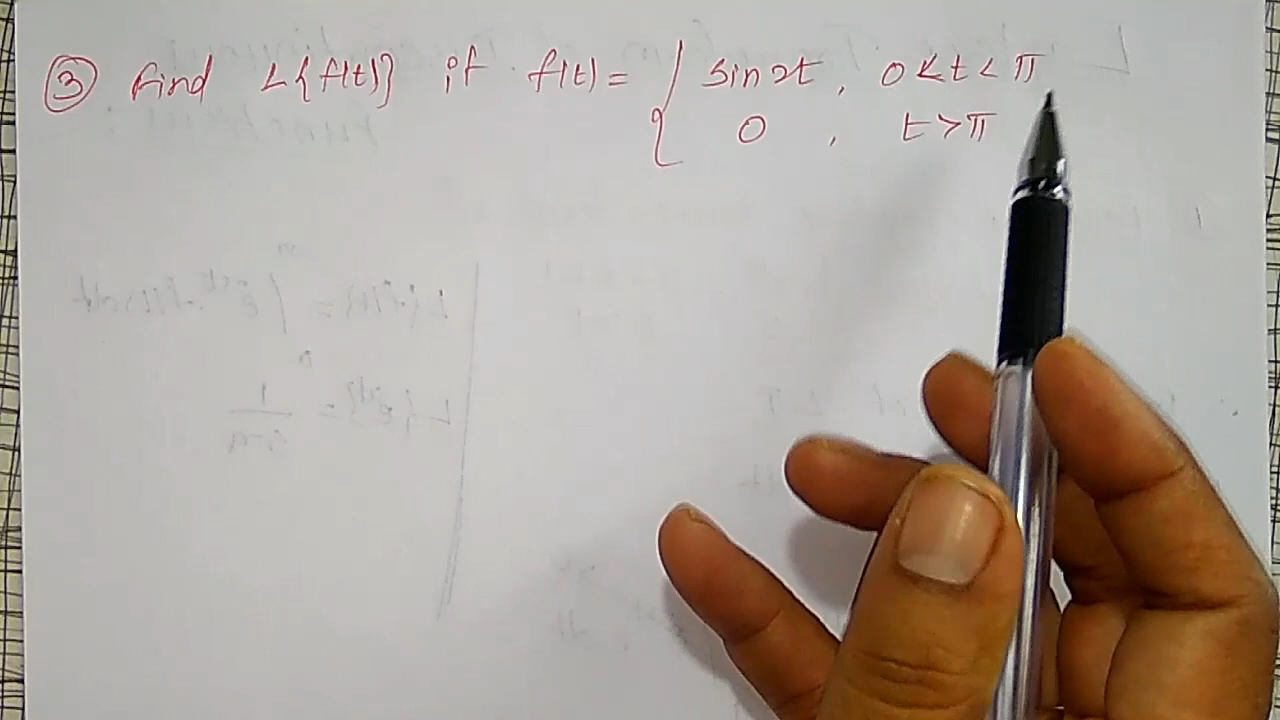 ③ Find L{f(t)} if f(t) = { sin2t , 0<t<π
0 , t>π